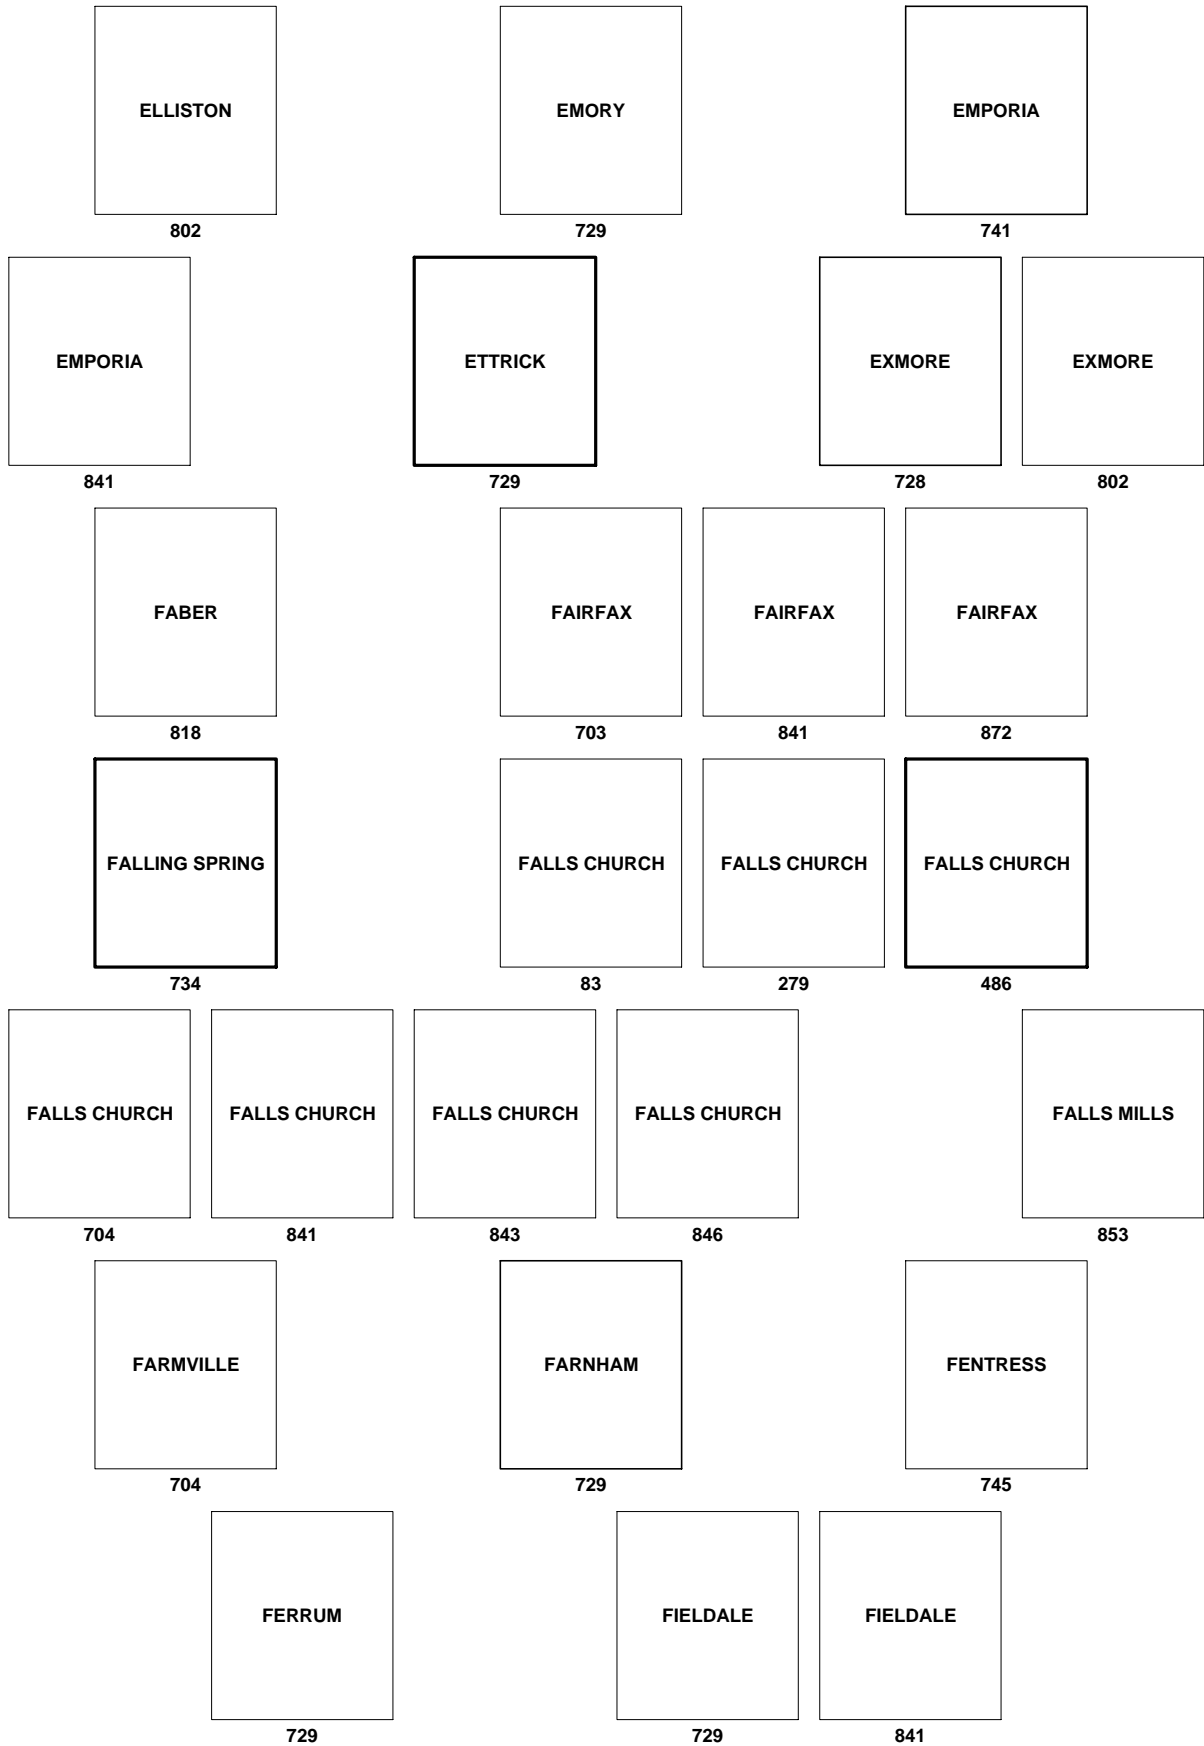 ELLISTON EMORY EMPORIA
802 729 741
EMPORIA ETTRICK EXMORE EXMORE
841 729 728 802
FABER FAIRFAX FAIRFAX FAIRFAX
818 703 841 872
FALLING SPRING FALLS CHURCH FALLS CHURCH FALLS CHURCH
734 83 279 486
FALLS CHURCH FALLS CHURCH FALLS CHURCH FALLS CHURCH FALLS MILLS
704 841 843 846 853
FARMVILLE FARNHAM FENTRESS
704 729 745
FERRUM FIELDALE FIELDALE
729 729 841